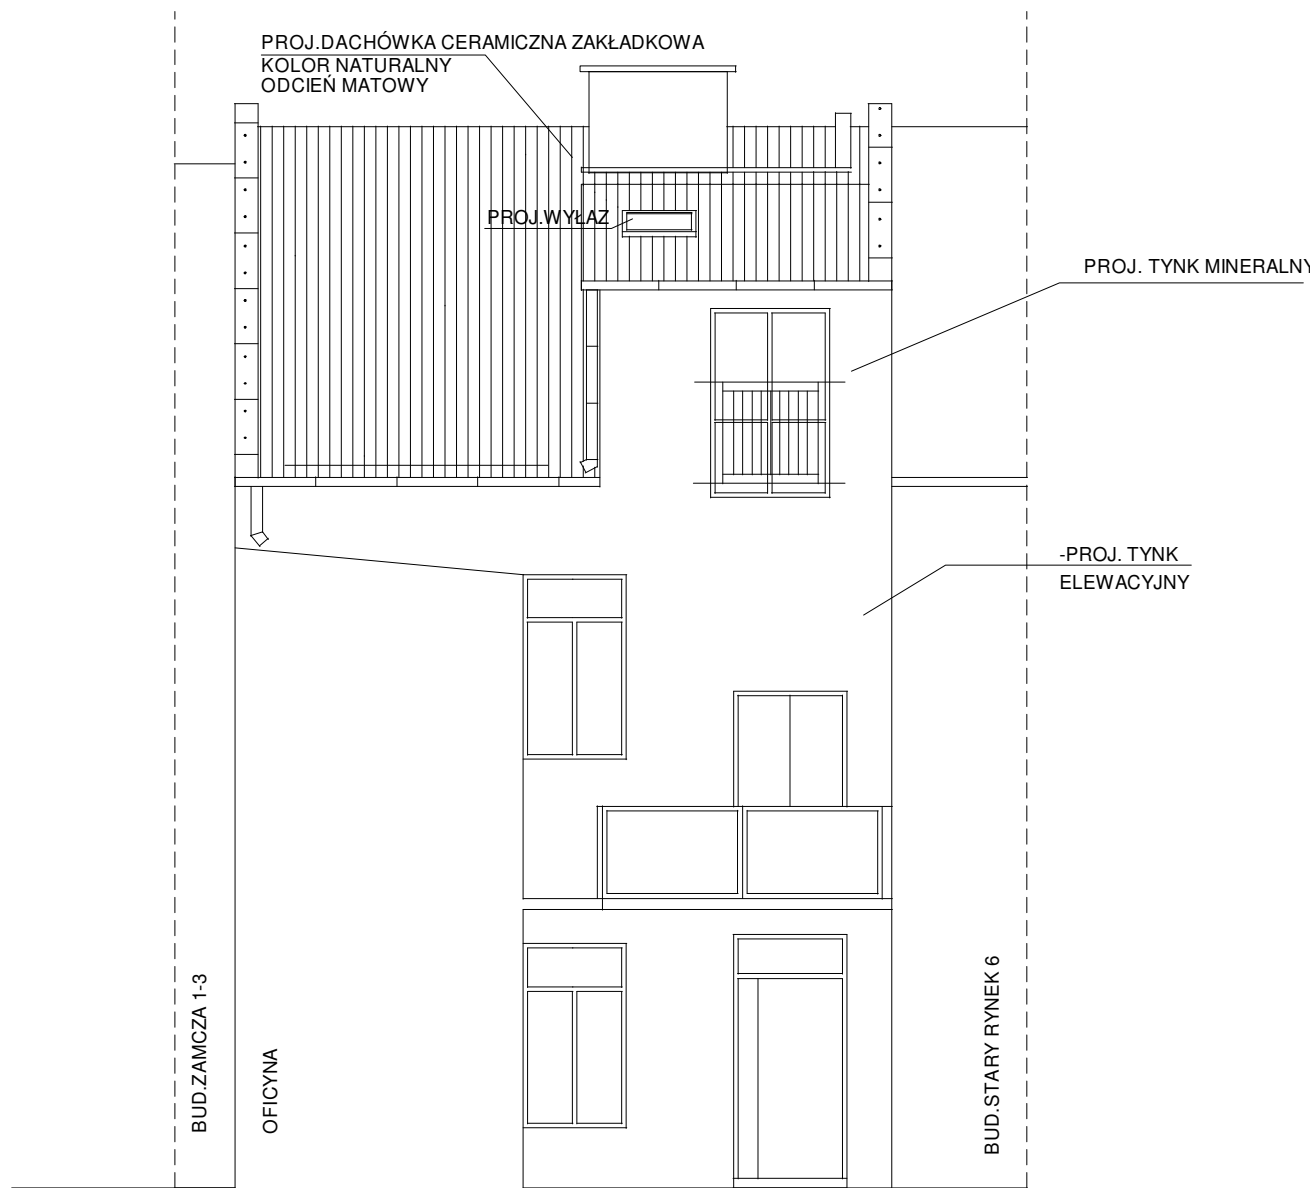 PROJ.DACHÓWKA CERAMICZNA ZAKŁADKOWA
KOLOR NATURALNY
ODCIEŃ MATOWY
PROJ.WYŁAZ
PROJ. TYNK MINERALNY
-PROJ. TYNK
ELEWACYJNY
BUD.ZAMCZA 1-3
OFICYNA
BUD.STARY RYNEK 6